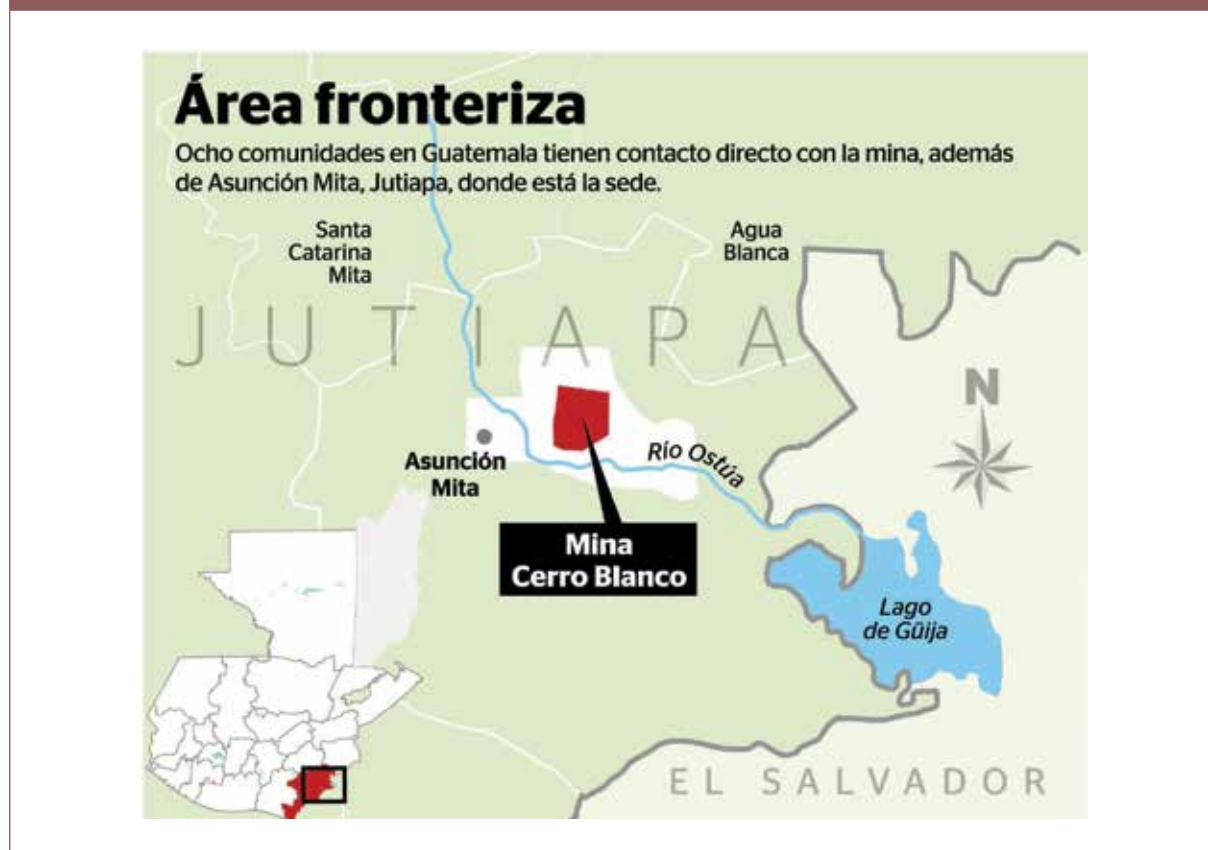 Área fronteriza
Ocho comunidades en Guatemala tienen contacto directo con la mina, además
de Asunción Mita, Jutiapa, donde está la sede.
Santa
Catarina
Mita
Agua
Blanca
JUTIAPA
N
Asunción
Mita
Río Ostúa
Mina
Cerro Blanco
Lago
de Güija
EL SALVADOR